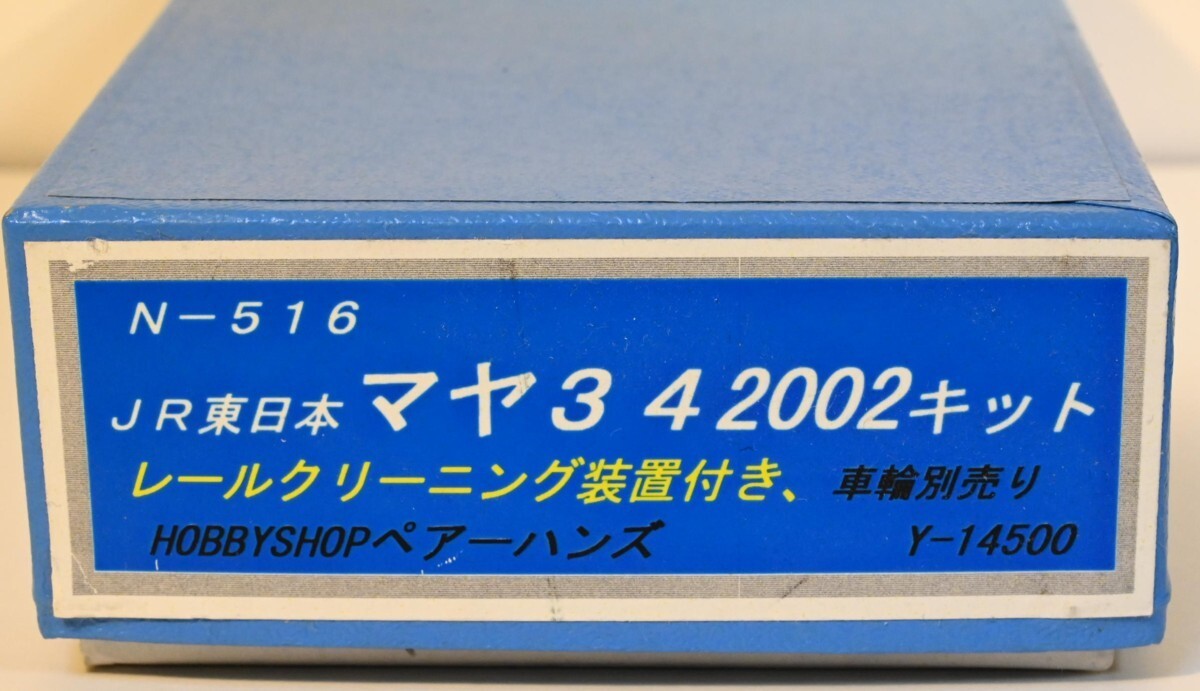 N-516
JR東日本 マヤ34 2002キット
レールクリーニング装置付き、 車輪別売り
HOBBYSHOPペアーハンズ Y-14500